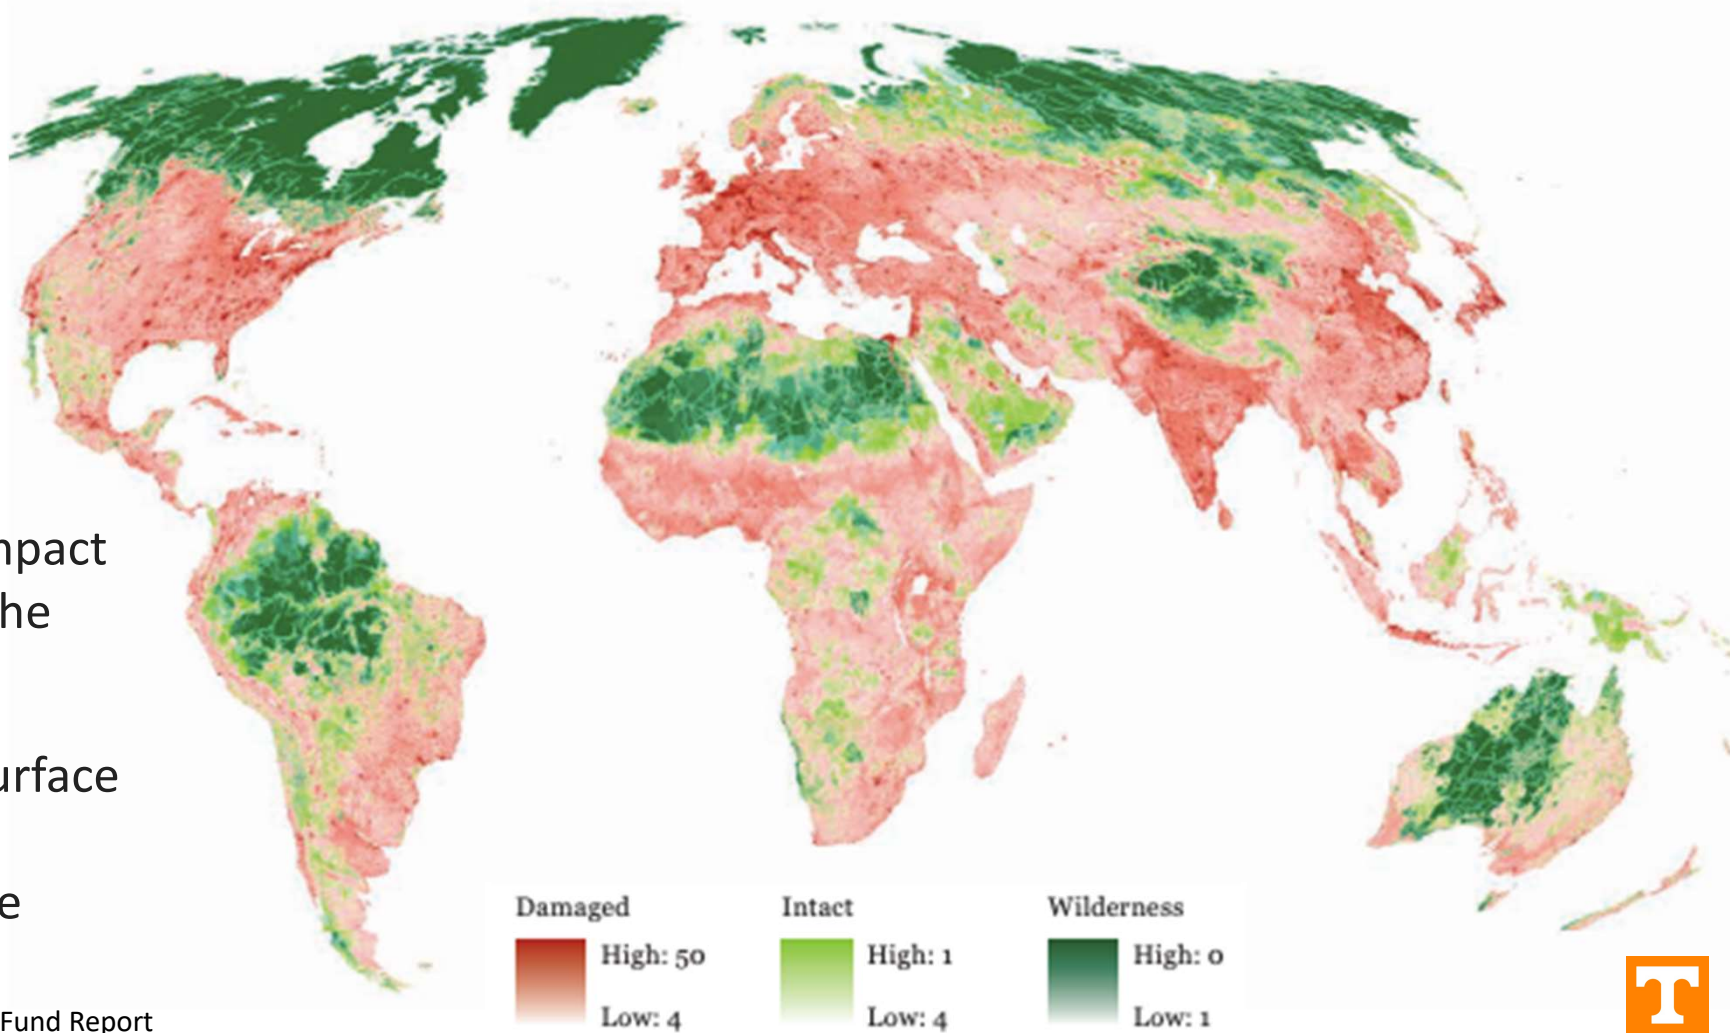 mpact
he
urface
e
Damaged
High: 50
Low: 4
Intact
High: 1
Low: 4
Wilderness
High: 0
Low: 1
Fund Report
T